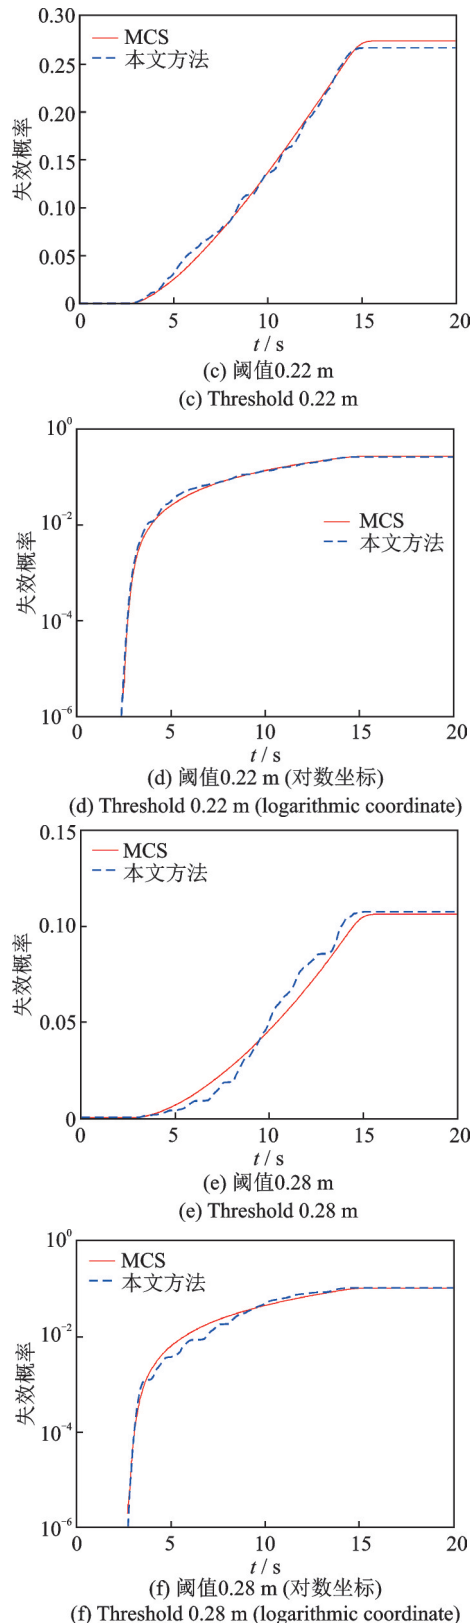 0.30
MCS
本文方法
0.25
0.20
失效概率
0.15
0.10
0.05
0
0 5 10 15 20
t / s
(c) 阈值0.22 m
(c) Threshold 0.22 m
10^0
MCS
本文方法
10^-2
失效概率
10^-4
10^-6
0 5 10 15 20
t / s
(d) 阈值0.22 m (对数坐标)
(d) Threshold 0.22 m (logarithmic coordinate)
0.15
MCS
本文方法
0.10
失效概率
0.05
0
0 5 10 15 20
t / s
(e) 阈值0.28 m
(e) Threshold 0.28 m
10^0
MCS
本文方法
10^-2
失效概率
10^-4
10^-6
0 5 10 15 20
t / s
(f) 阈值0.28 m (对数坐标)
(f) Threshold 0.28 m (logarithmic coordinate)